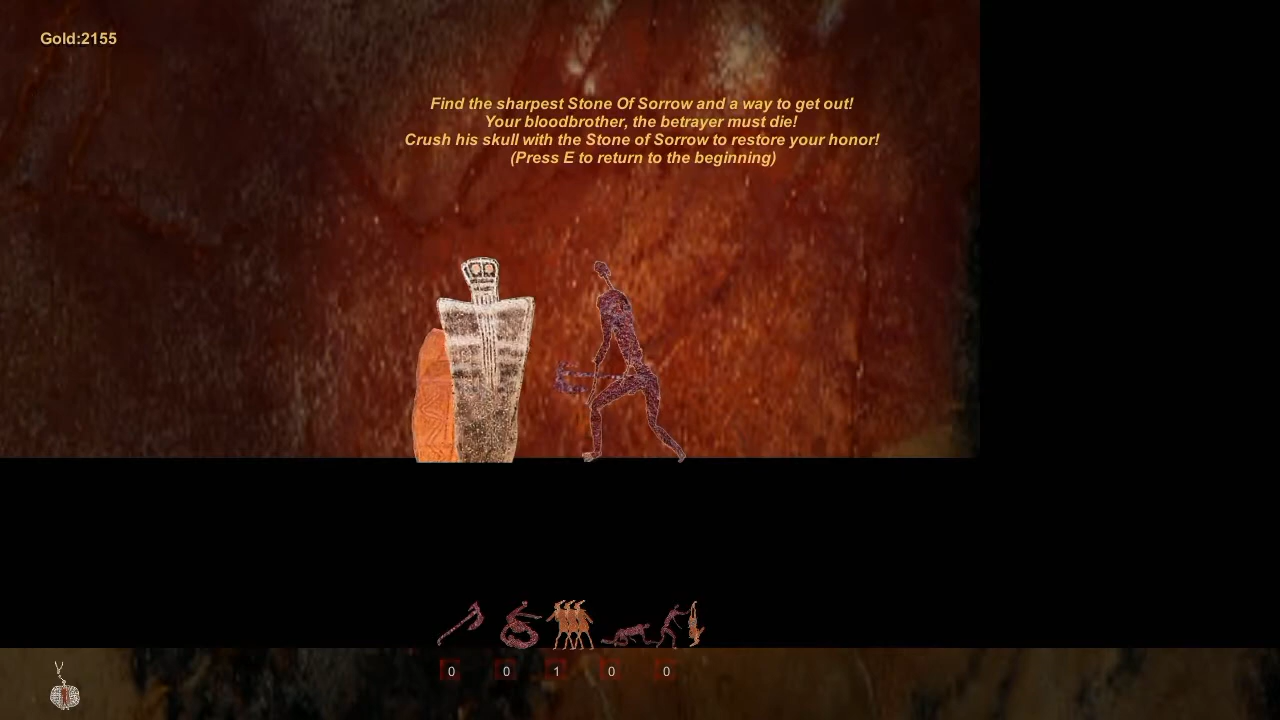 Gold:2155
Find the sharpest Stone Of Sorrow and a way to get out!
Your bloodbrother, the betrayer must die!
Crush his skull with the Stone of Sorrow to restore your honor!
(Press E to return to the beginning)
0 0 1 0 0